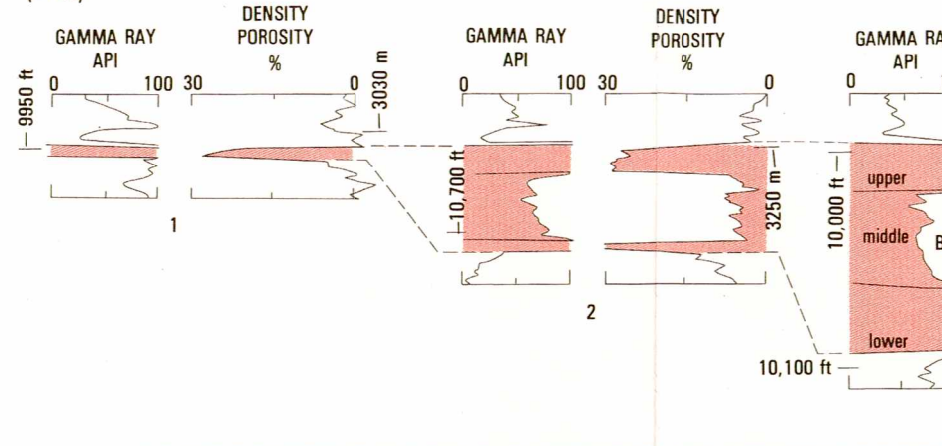 GAMMA RAY
API
0 100
9950 ft
DENSITY
POROSITY
%
30 0
3030 m
1
GAMMA RAY
API
0 100
10,700 ft
DENSITY
POROSITY
%
30 0
3250 m
2
GAMMA RA
API
0
10,000 ft
upper
middle
B
lower
10,100 ft